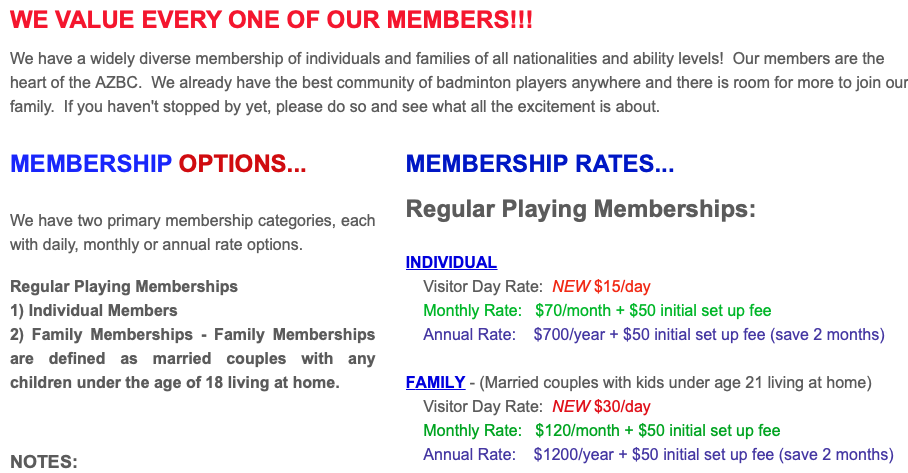 WE VALUE EVERY ONE OF OUR MEMBERS!!!
We have a widely diverse membership of individuals and families of all nationalities and ability levels!  Our members are the
heart of the AZBC.  We already have the best community of badminton players anywhere and there is room for more to join our
family.  If you haven't stopped by yet, please do so and see what all the excitement is about.
MEMBERSHIP OPTIONS...
We have two primary membership categories, each
with daily, monthly or annual rate options.
Regular Playing Memberships
1) Individual Members
2) Family Memberships - Family Memberships
are defined as married couples with any
children under the age of 18 living at home.
NOTES:
MEMBERSHIP RATES...
Regular Playing Memberships:
INDIVIDUAL
Visitor Day Rate:  NEW $15/day
Monthly Rate:   $70/month + $50 initial set up fee
Annual Rate:    $700/year + $50 initial set up fee (save 2 months)
FAMILY - (Married couples with kids under age 21 living at home)
Visitor Day Rate:  NEW $30/day
Monthly Rate:   $120/month + $50 initial set up fee
Annual Rate:    $1200/year + $50 initial set up fee (save 2 months)